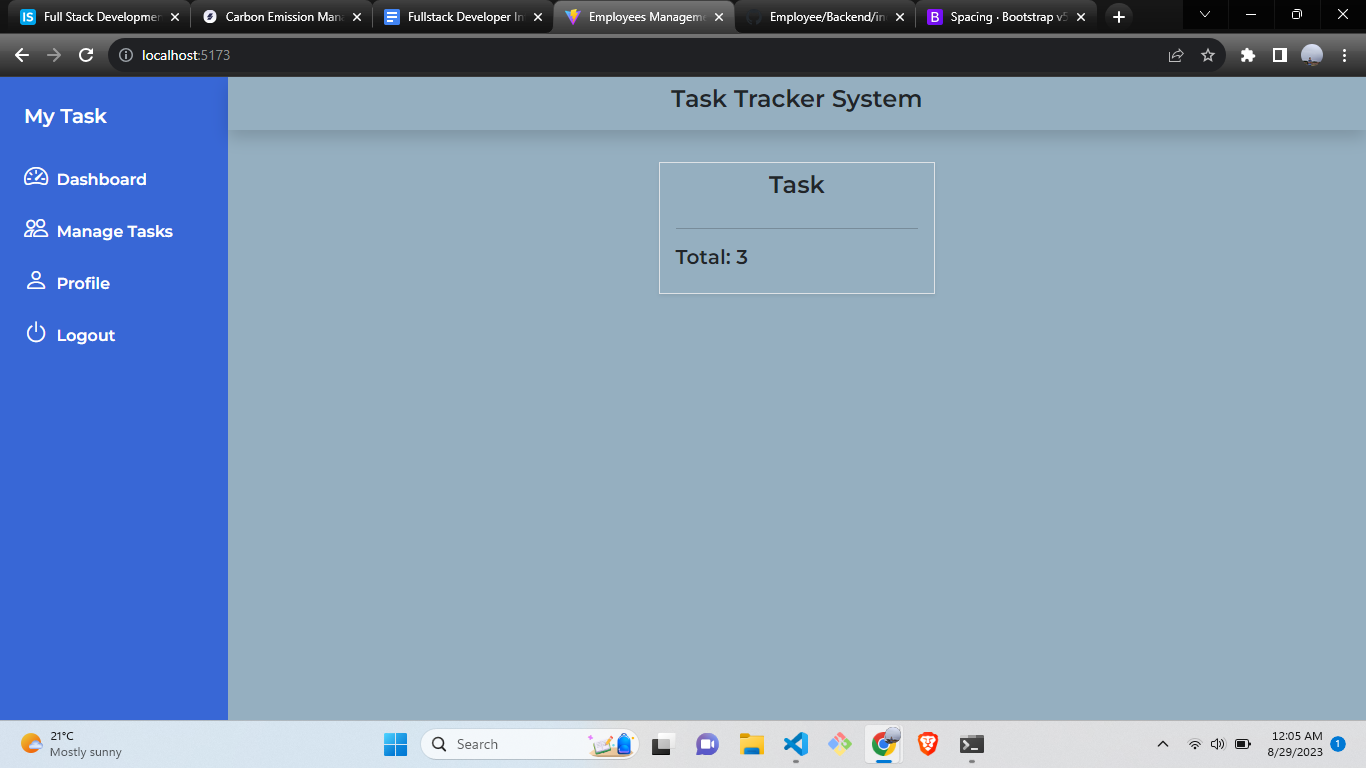 IS Full Stack Developmen
Carbon Emission Man
Fullstack Developer In
Employees Manageme
Employee/Backend/in
B Spacing · Bootstrap v5
localhost:5173
My Task
Dashboard
Manage Tasks
Profile
Logout
Task Tracker System
Task
Total: 3
21°C
Mostly sunny
Search
12:05 AM
8/29/2023
1